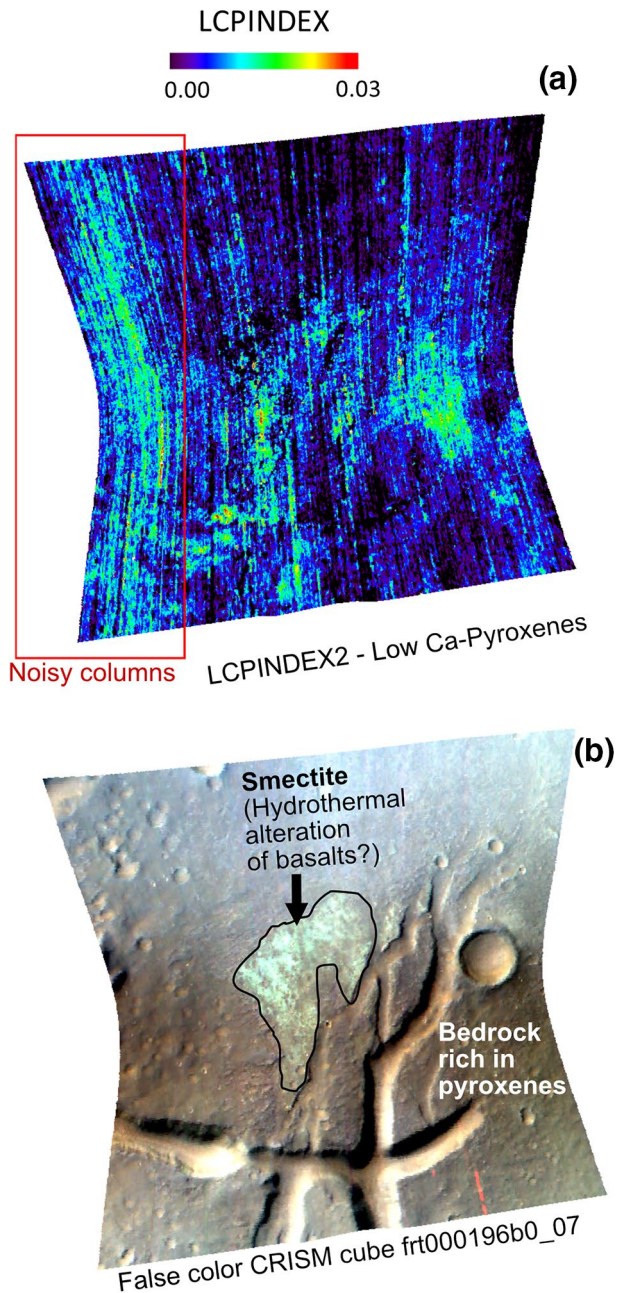 LCPINDEX
0.00
0.03
(a)
Noisy columns
LCPINDEX2 - Low Ca-Pyroxenes
(b)
Smectite
(Hydrothermal
alteration
of basalts?)
Bedrock
rich in
pyroxenes
False color CRISM cube frt000196b0_07